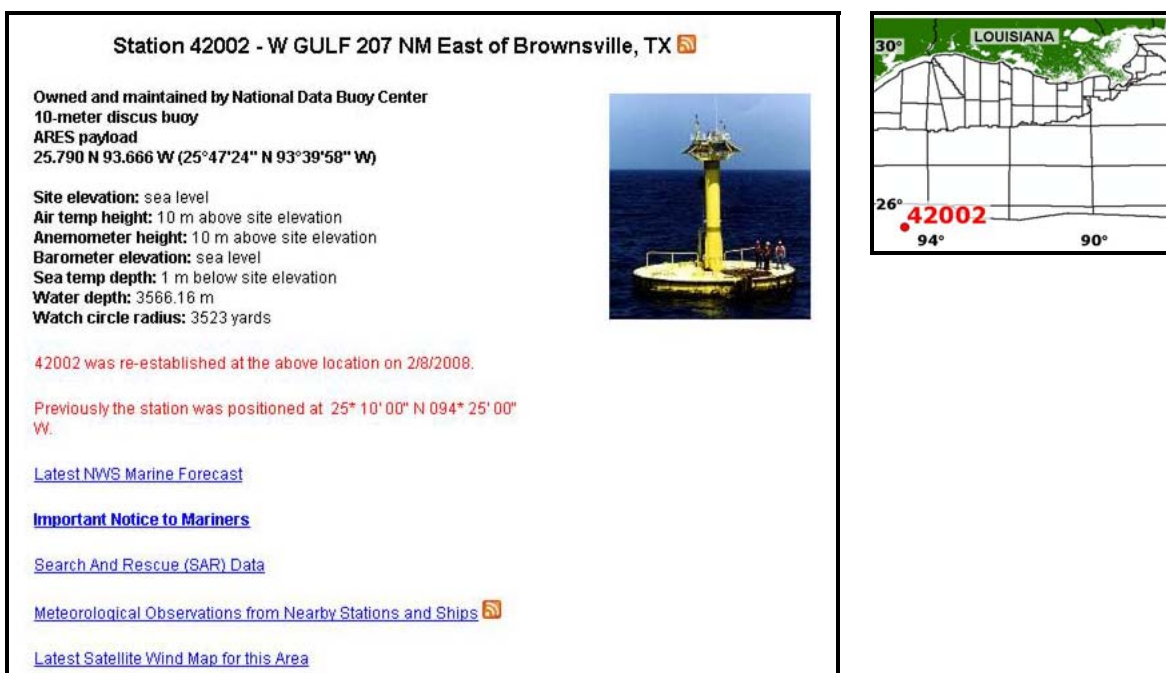 Station 42002 - W GULF 207 NM East of Brownsville, TX
Owned and maintained by National Data Buoy Center
10-meter discus buoy
ARES payload
25.790 N 93.666 W (25°47'24" N 93°39'58" W)
Site elevation: sea level
Air temp height: 10 m above site elevation
Anemometer height: 10 m above site elevation
Barometer elevation: sea level
Sea temp depth: 1 m below site elevation
Water depth: 3566.16 m
Watch circle radius: 3523 yards
42002 was re-established at the above location on 2/8/2008.
Previously the station was positioned at 25* 10' 00" N 094* 25' 00"
W.
Latest NWS Marine Forecast
Important Notice to Mariners
Search And Rescue (SAR) Data
Meteorological Observations from Nearby Stations and Ships
Latest Satellite Wind Map for this Area
30°
LOUISIANA
26°
42002
94°
90°